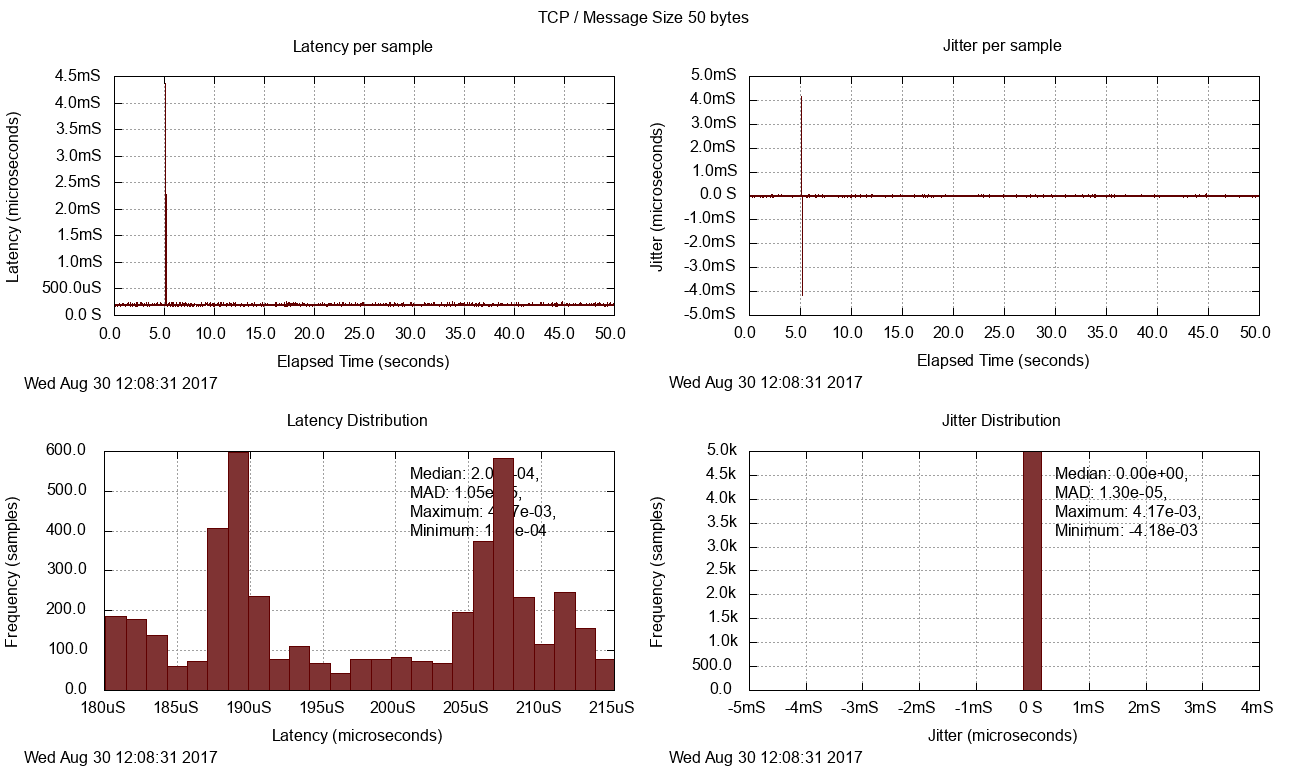 TCP / Message Size 50 bytes
Latency per sample
4.5mS
4.0mS
3.5mS
3.0mS
2.5mS
2.0mS
1.5mS
1.0mS
500.0uS
0.0 S
Latency (microseconds)
0.0 5.0 10.0 15.0 20.0 25.0 30.0 35.0 40.0 45.0 50.0
Elapsed Time (seconds)
Wed Aug 30 12:08:31 2017
Jitter per sample
5.0mS
4.0mS
3.0mS
2.0mS
1.0mS
0.0 S
-1.0mS
-2.0mS
-3.0mS
-4.0mS
-5.0mS
Jitter (microseconds)
0.0 5.0 10.0 15.0 20.0 25.0 30.0 35.0 40.0 45.0 50.0
Elapsed Time (seconds)
Wed Aug 30 12:08:31 2017
Latency Distribution
600.0
500.0
400.0
300.0
200.0
100.0
0.0
Frequency (samples)
Median:
MAD:
Maximum:
Minimum:
180uS 185uS 190uS 195uS 200uS 205uS 210uS 215uS
Latency (microseconds)
Wed Aug 30 12:08:31 2017
Jitter Distribution
5.0k
4.5k
4.0k
3.5k
3.0k
2.5k
2.0k
1.5k
1.0k
500.0
0.0
Frequency (samples)
Median: 0.00e+00,
MAD: 1.30e-05,
Maximum: 4.17e-03,
Minimum: -4.18e-03
-5mS -4mS -3mS -2mS -1mS 0 S 1mS 2mS 3mS 4mS
Jitter (microseconds)
Wed Aug 30 12:08:31 2017